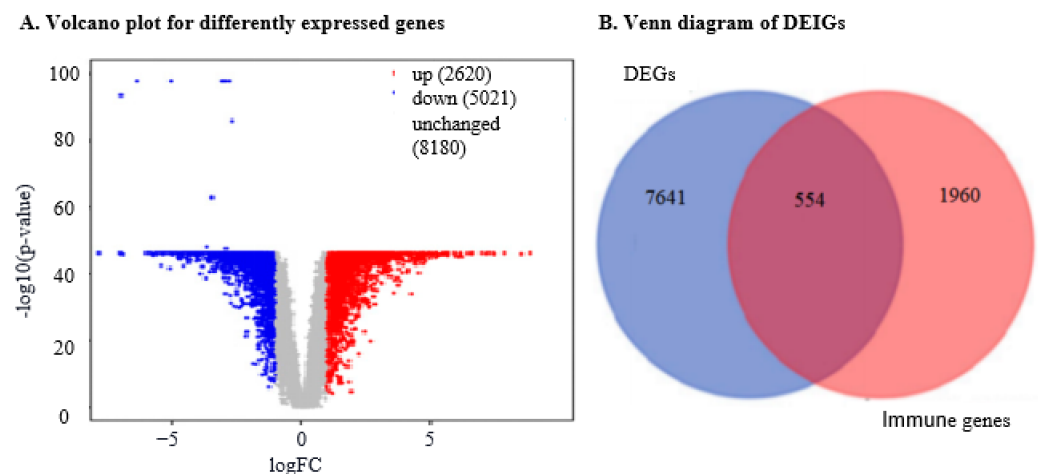 A. Volcano plot for differently expressed genes
B. Venn diagram of DEIGs
100
80
60
40
20
0
-log10(p-value)
−5
0
5
logFC
up (2620)
down (5021)
unchanged
(8180)
DEGs
7641
554
1960
Immune genes